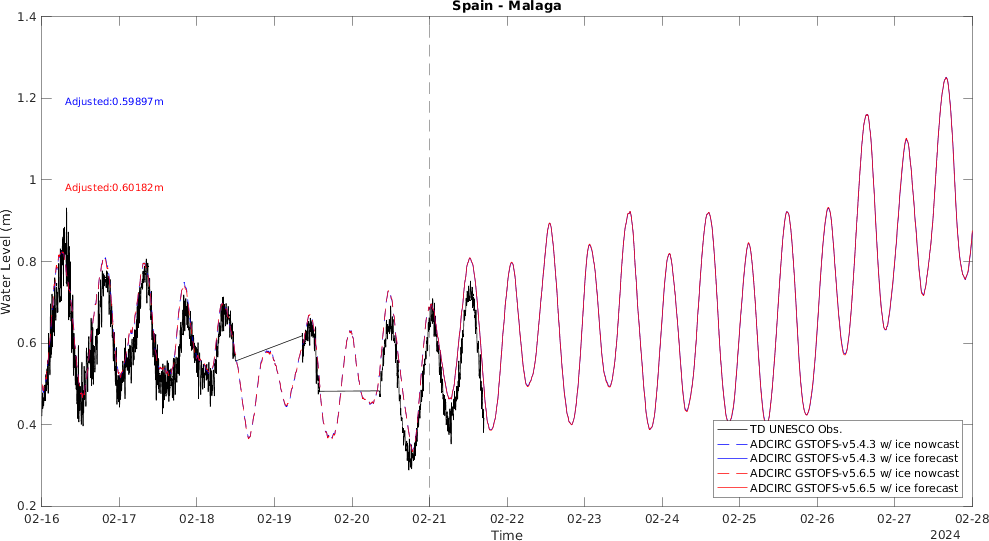 Spain - Malaga
1.4
1.2
1
0.8
0.6
0.4
0.2
Water Level (m)
Adjusted:0.59897m
Adjusted:0.60182m
TD UNESCO Obs.
ADCIRC GSTOFS-v5.4.3 w/ ice nowcast
ADCIRC GSTOFS-v5.4.3 w/ ice forecast
ADCIRC GSTOFS-v5.6.5 w/ ice nowcast
ADCIRC GSTOFS-v5.6.5 w/ ice forecast
02-16 02-17 02-18 02-19 02-20 02-21 02-22 02-23 02-24 02-25 02-26 02-27 02-28
Time
2024